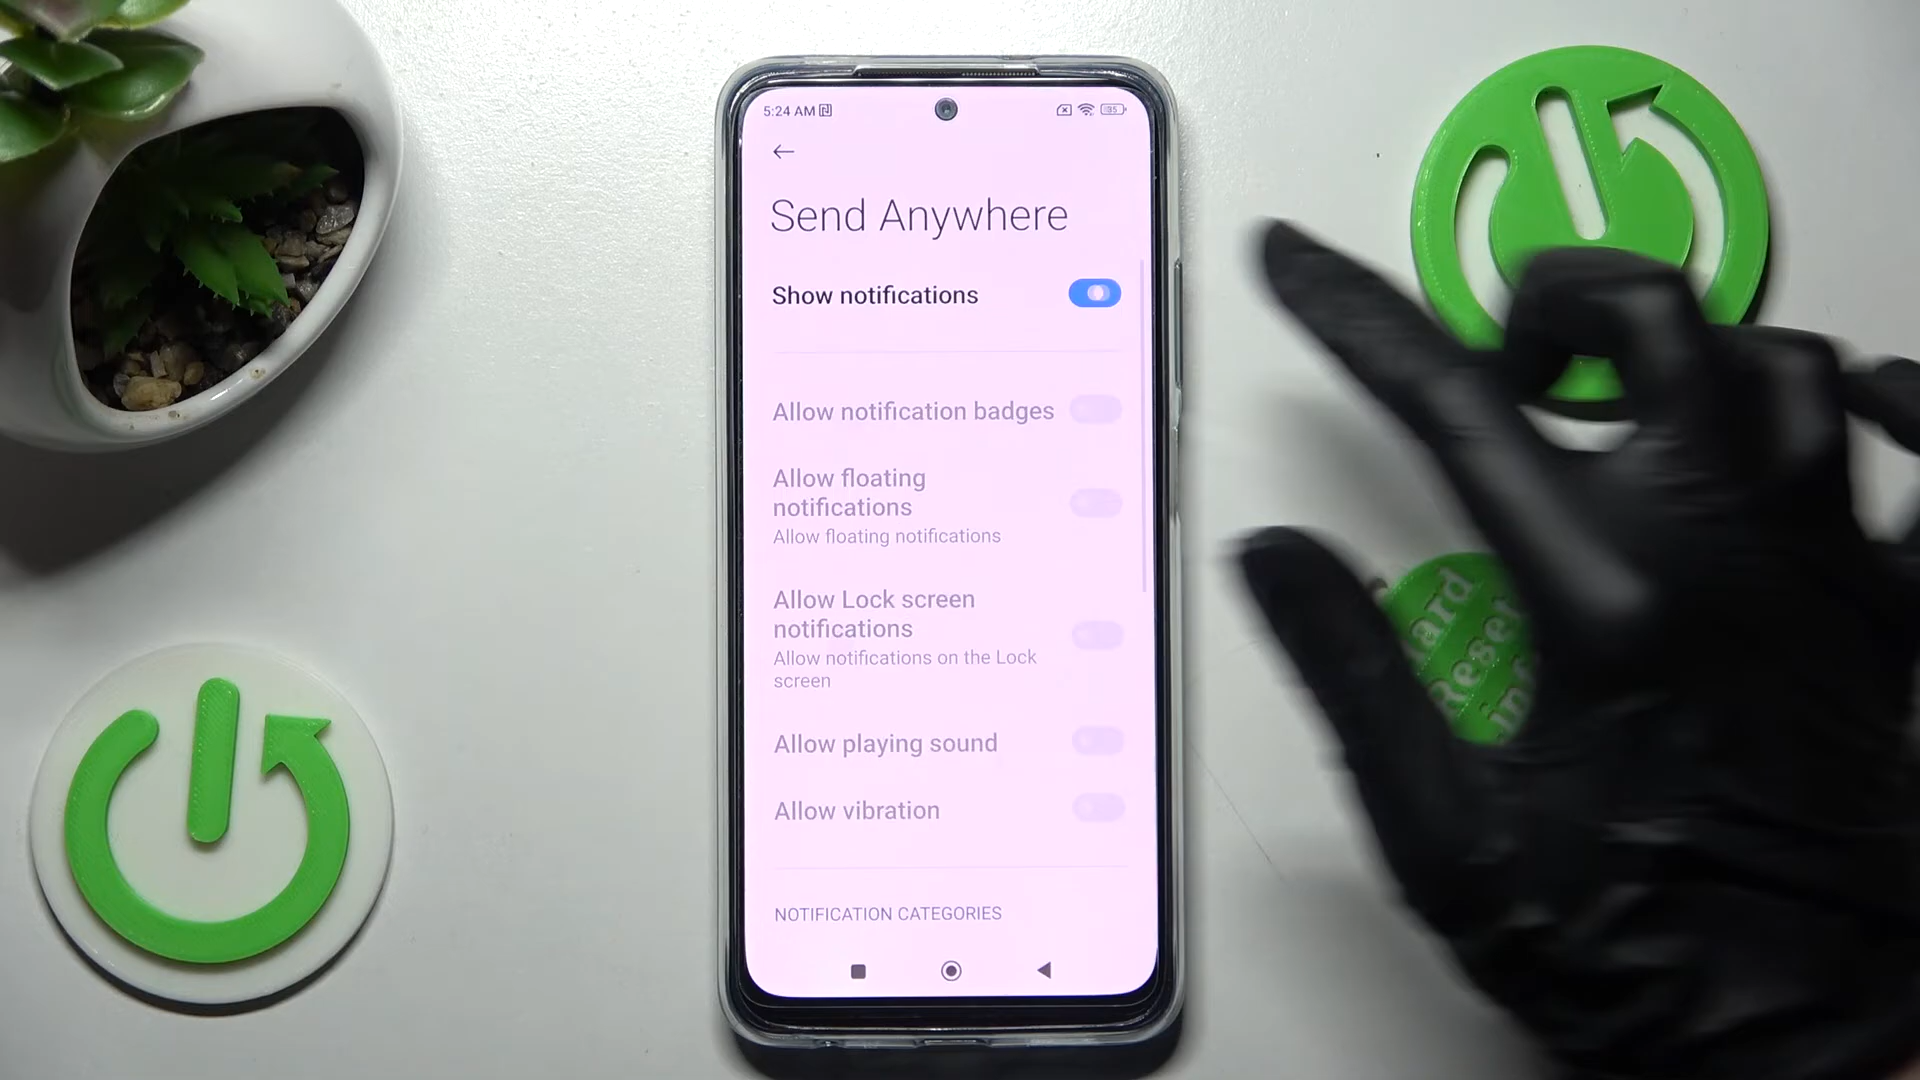 5:24 AM
Send Anywhere
Show notifications
Allow notification badges
Allow floating
notifications
Allow floating notifications
Allow Lock screen
notifications
Allow notifications on the Lock
screen
Allow playing sound
Allow vibration
NOTIFICATION CATEGORIES
Reset